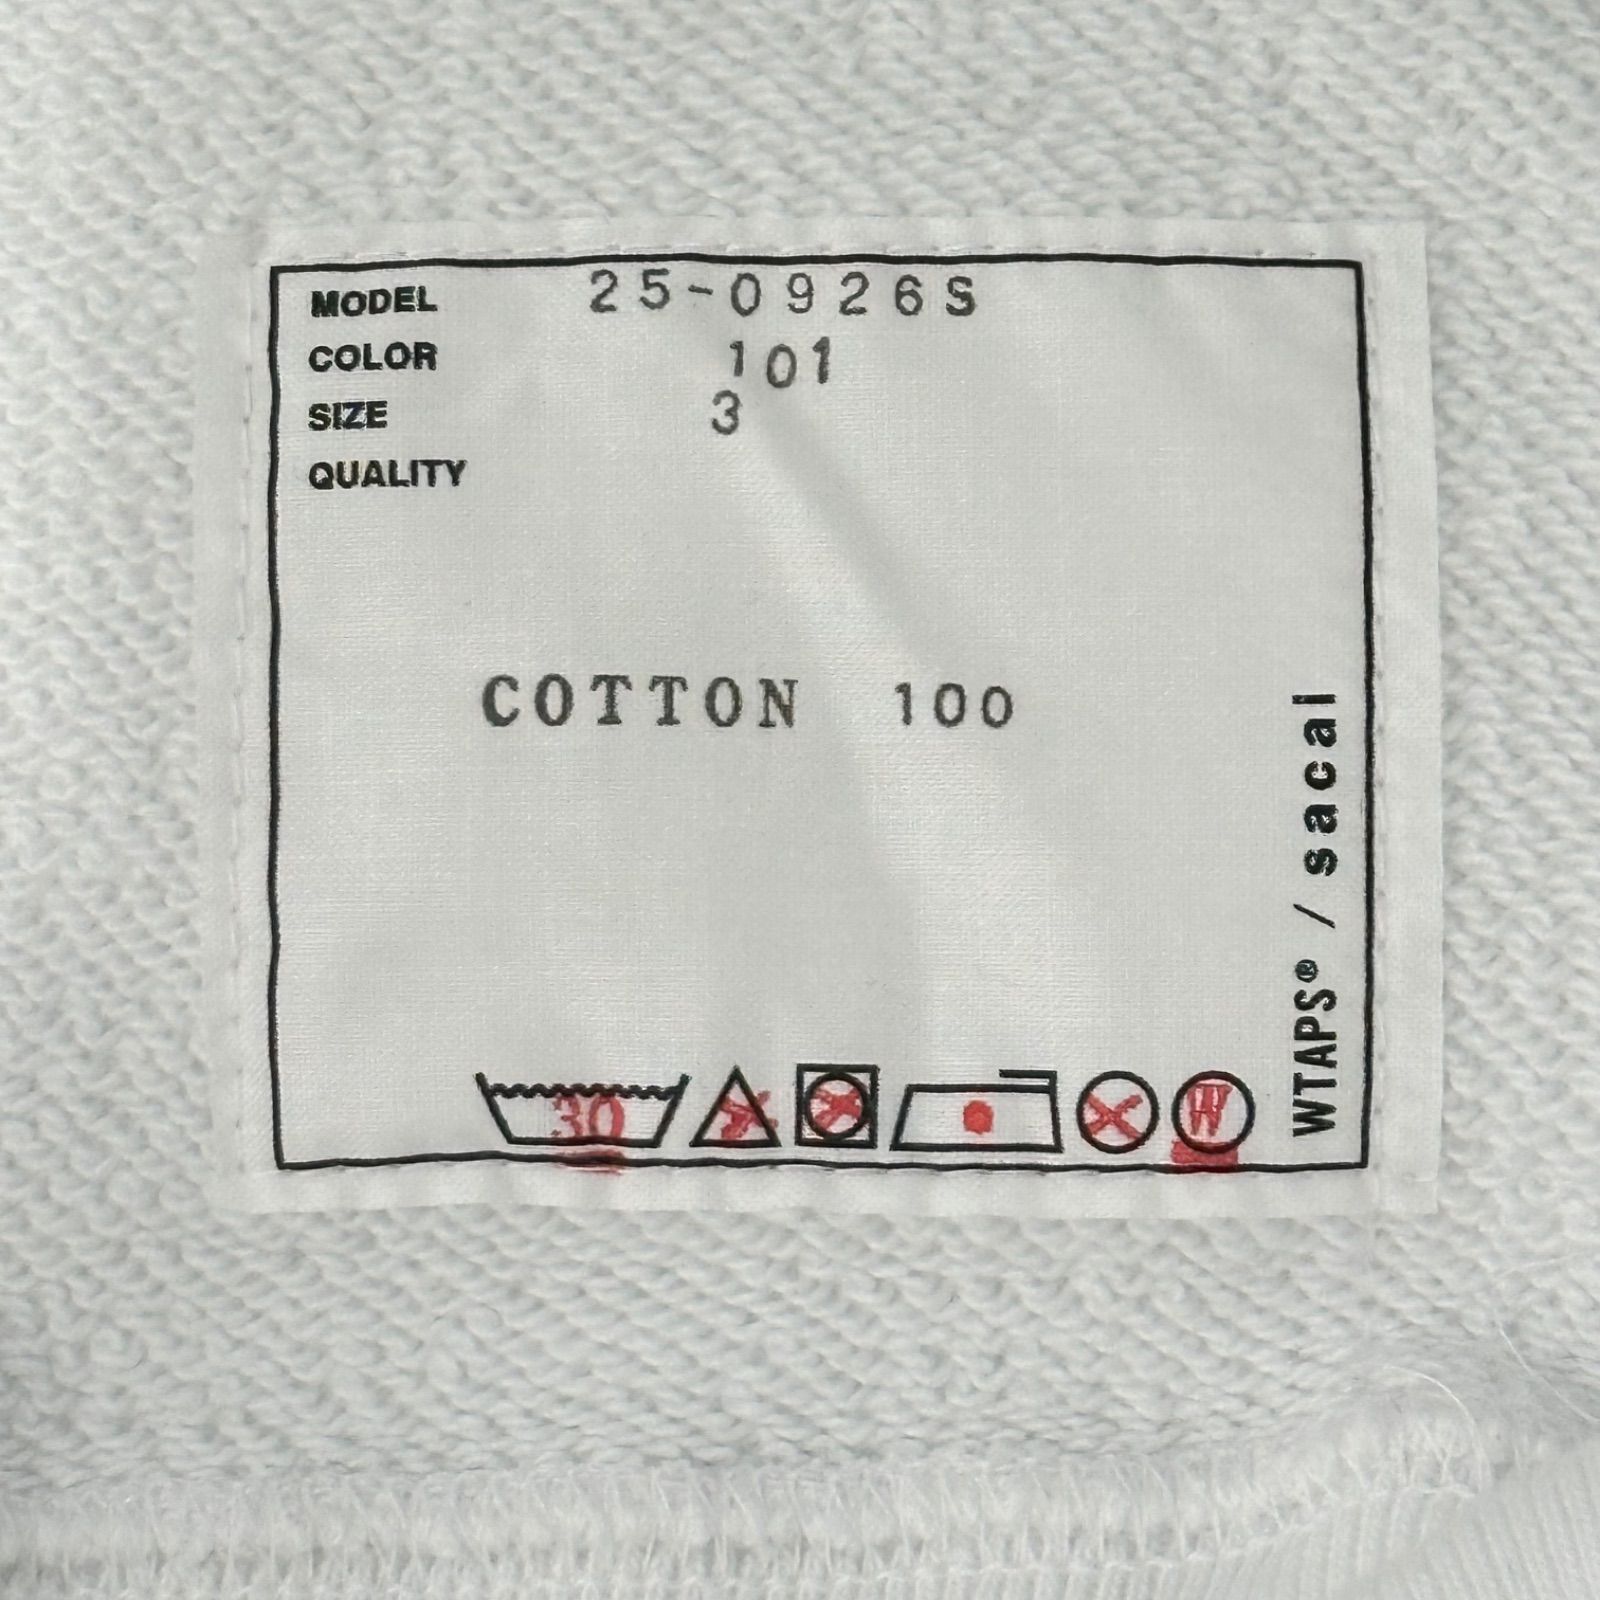 MODEL 25-0926S
COLOR 101
SIZE 3
QUALITY
COTTON 100
30
W
WTAPS® / sacai